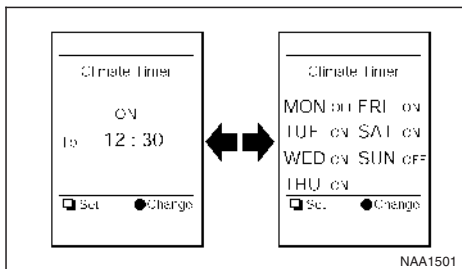 Climate Timer
ON
To 12 : 30
Set Change
Climate Timer
MON OFF FRI ON
TUE ON SAT ON
WED ON SUN OFF
THU ON
Set Change
NAA1501